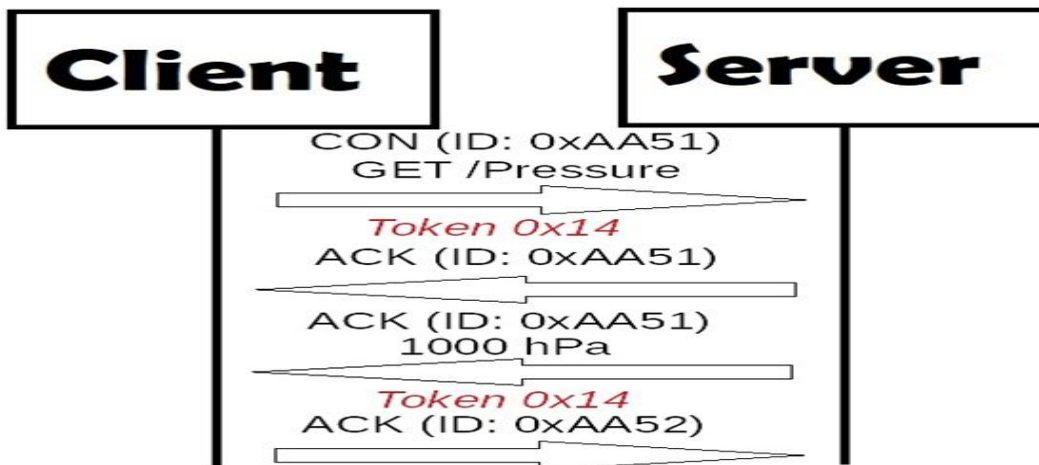 Client
Server
CON (ID: 0xAA51)
GET /Pressure
Token 0x14
ACK (ID: 0xAA51)
ACK (ID: 0xAA51)
1000 hPa
Token 0x14
ACK (ID: 0xAA52)